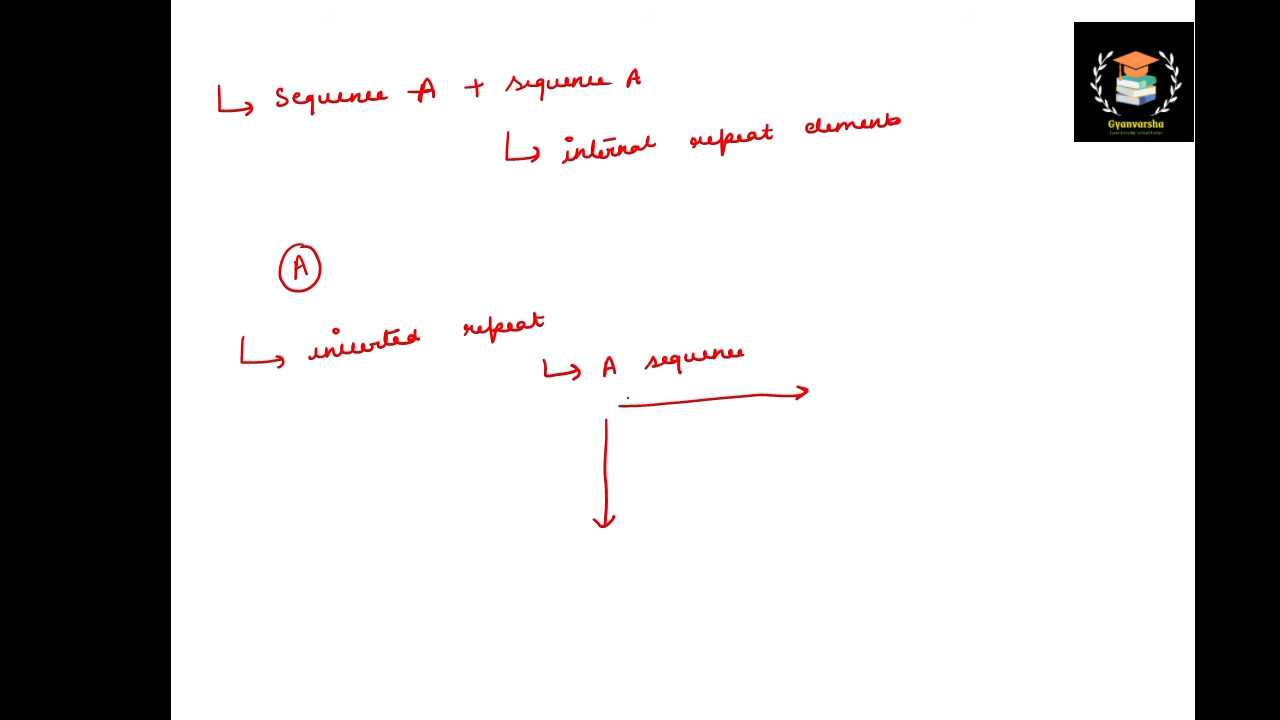 Sequence A + sequence A
internal repeat elements
A
inverted repeat
A sequence
Gyanvarsha